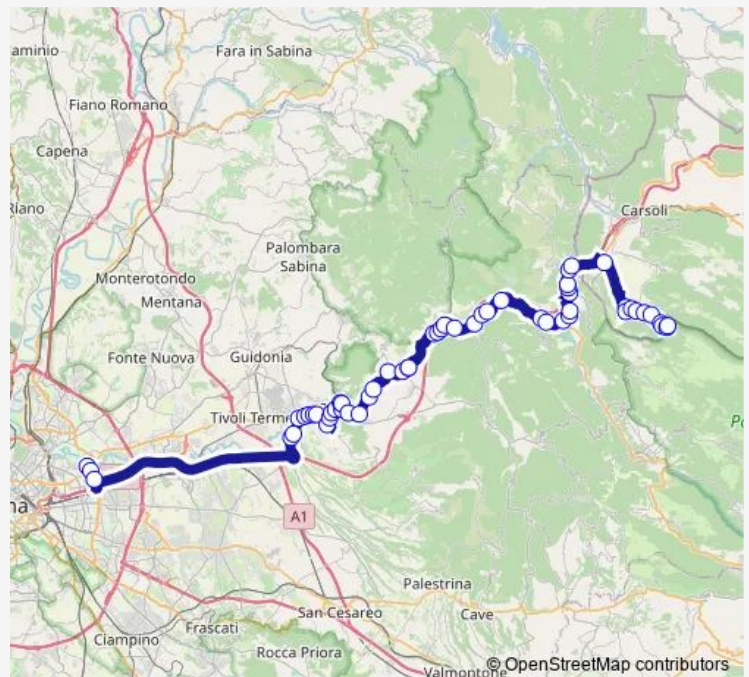 aminio
Fara in Sabina
Fiano Romano
Capena
Riano
Carsoli
Palombara
Sabina
Monterotondo
Mentana
Fonte Nuova
Guidonia
Tivoli Terme
A1
Palestrina
San Cesareo
Cave
Ciampino
Frascati
Rocca Priora
Valmontone
© OpenStreetMap contributors